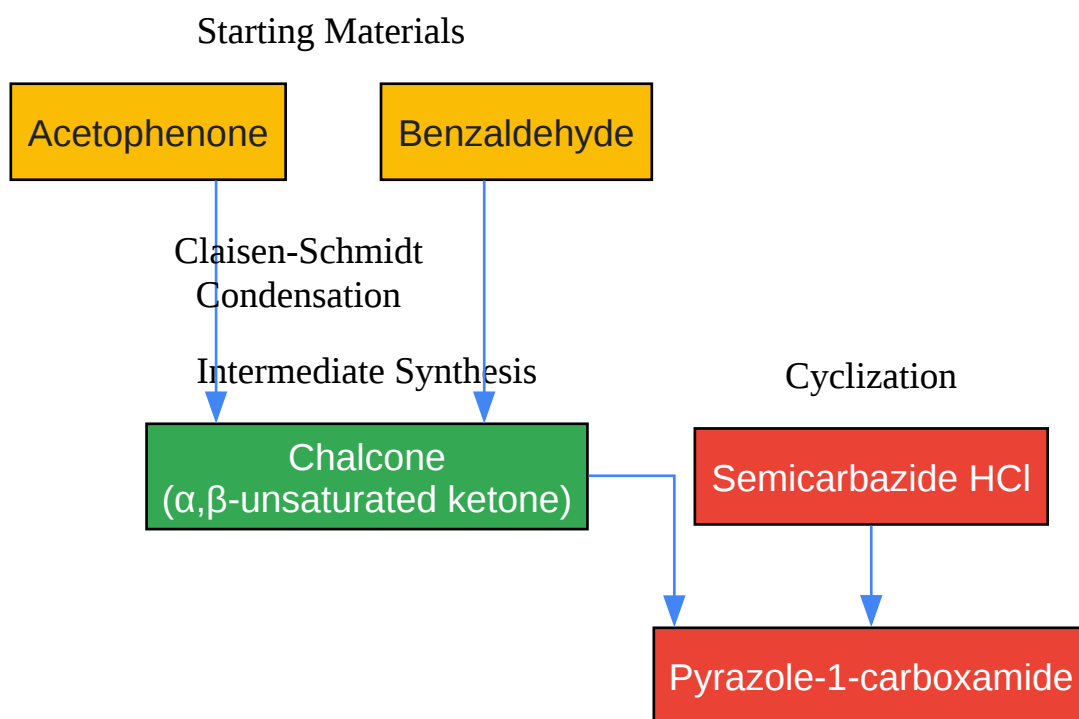 Starting Materials
Acetophenone
Benzaldehyde
Claisen-Schmidt
Condensation
Intermediate Synthesis
Cyclization
Chalcone
(α,β-unsaturated ketone)
Semicarbazide HCl
Pyrazole-1-carboxamide